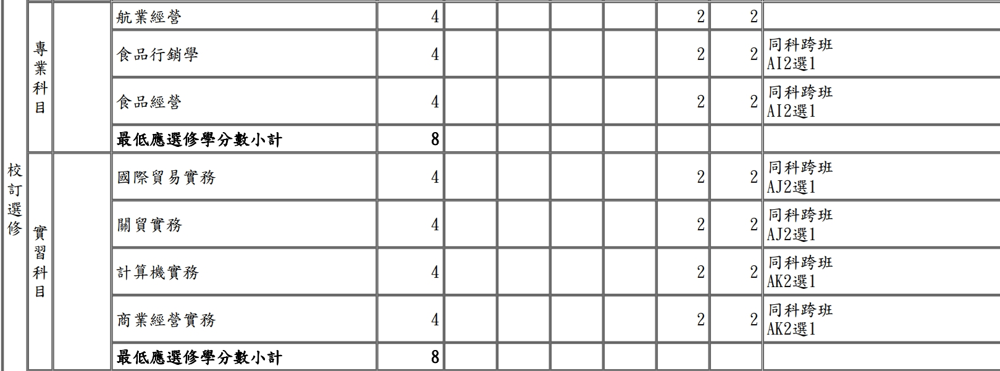 校訂選修
專業科目
航業經營 4 2 2
食品行銷學 4 2 2 同科跨班
AI2選1
食品經營 4 2 2 同科跨班
AI2選1
最低應選修學分數小計 8
實習科目
國際貿易實務 4 2 2 同科跨班
AJ2選1
關貿實務 4 2 2 同科跨班
AJ2選1
計算機實務 4 2 2 同科跨班
AK2選1
商業經營實務 4 2 2 同科跨班
AK2選1
最低應選修學分數小計 8